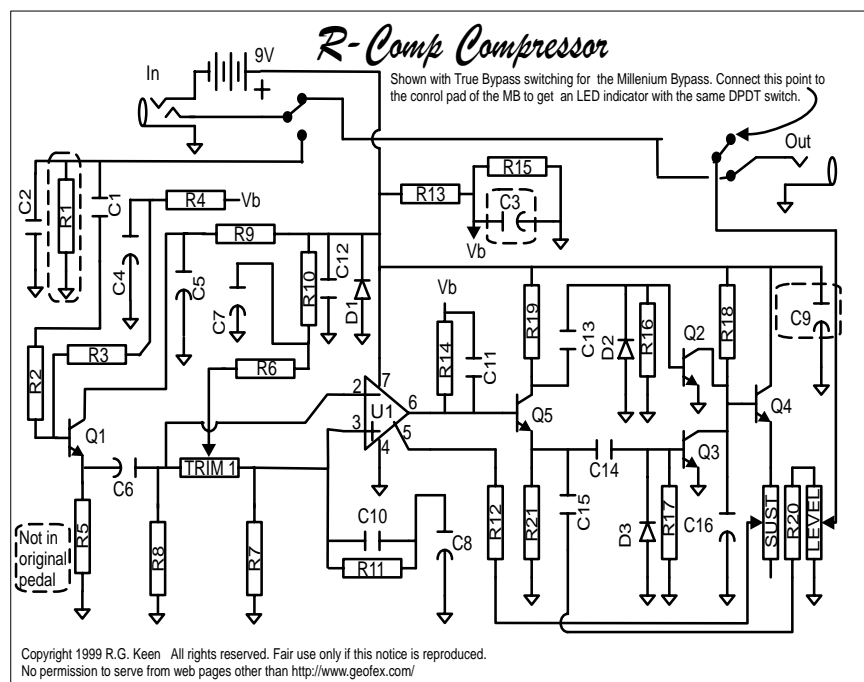 R-Comp Compressor
9V
In
+
Shown with True Bypass switching for the Millenium Bypass. Connect this point to
the conrol pad of the MB to get an LED indicator with the same DPDT switch.
Out
C2
R1
C1
R4
Vb
R13
R15
C3
Vb
C4
R9
C5
C7
R10
C12
D1
R3
R2
R6
Vb
R14
C11
R19
C13
D2
R16
Q2
R18
C9
Q1
2
7
U1
6
3
5
4
Q5
Q4
Q3
TRIM 1
C6
C14
C15
Not in
original
pedal
R5
R8
R7
C10
R11
C8
R12
R21
D3
R17
C16
SUST
R20
LEVEL
Copyright 1999 R.G. Keen All rights reserved. Fair use only if this notice is reproduced.
No permission to serve from web pages other than http://www.geofex.com/